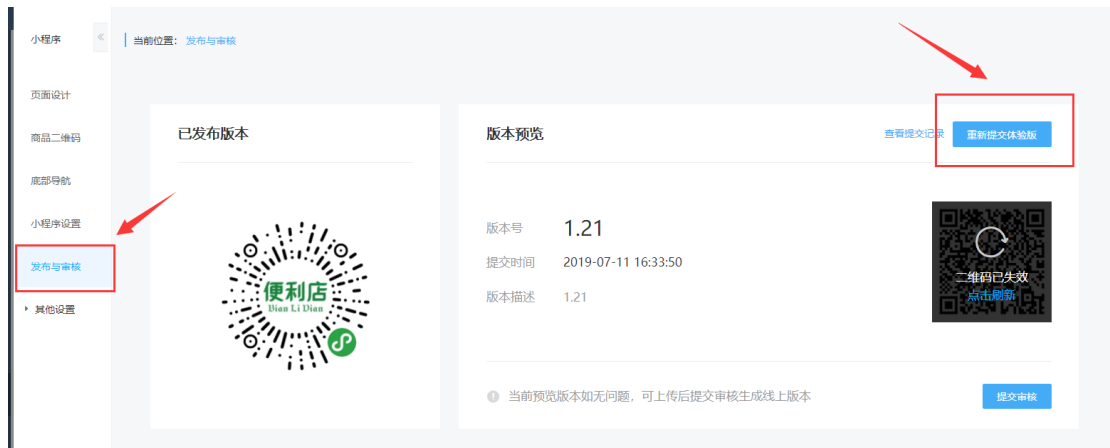 小程序
«
当前位置： 发布与审核
页面设计
商品二维码
底部导航
小程序设置
发布与审核
其他设置
已发布版本
便利店
Bian Li Dian
版本预览
查看提交记录
重新提交体验版
版本号 1.21
提交时间 2019-07-11 16:33:50
版本描述 1.21
二维码已失效
点击刷新
当前预览版本如无问题，可上传后提交审核生成线上版本
提交审核